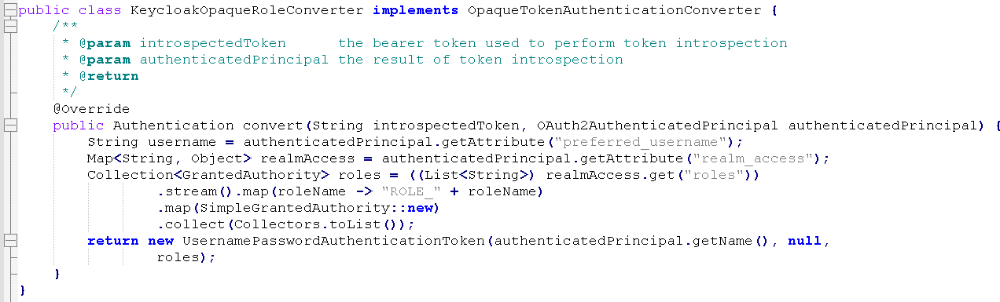 public class KeycloakOpaqueRoleConverter implements OpaqueTokenAuthenticationConverter {
    /**
     * @param introspectedToken      the bearer token used to perform token introspection
     * @param authenticatedPrincipal the result of token introspection
     * @return
     */
    @Override
    public Authentication convert(String introspectedToken, OAuth2AuthenticatedPrincipal authenticatedPrincipal) {
        String username = authenticatedPrincipal.getAttribute("preferred_username");
        Map<String, Object> realmAccess = authenticatedPrincipal.getAttribute("realm_access");
        Collection<GrantedAuthority> roles = ((List<String>) realmAccess.get("roles"))
                .stream().map(roleName -> "ROLE_" + roleName)
                .map(SimpleGrantedAuthority::new)
                .collect(Collectors.toList());
        return new UsernamePasswordAuthenticationToken(authenticatedPrincipal.getName(), null,
                roles);
    }
}